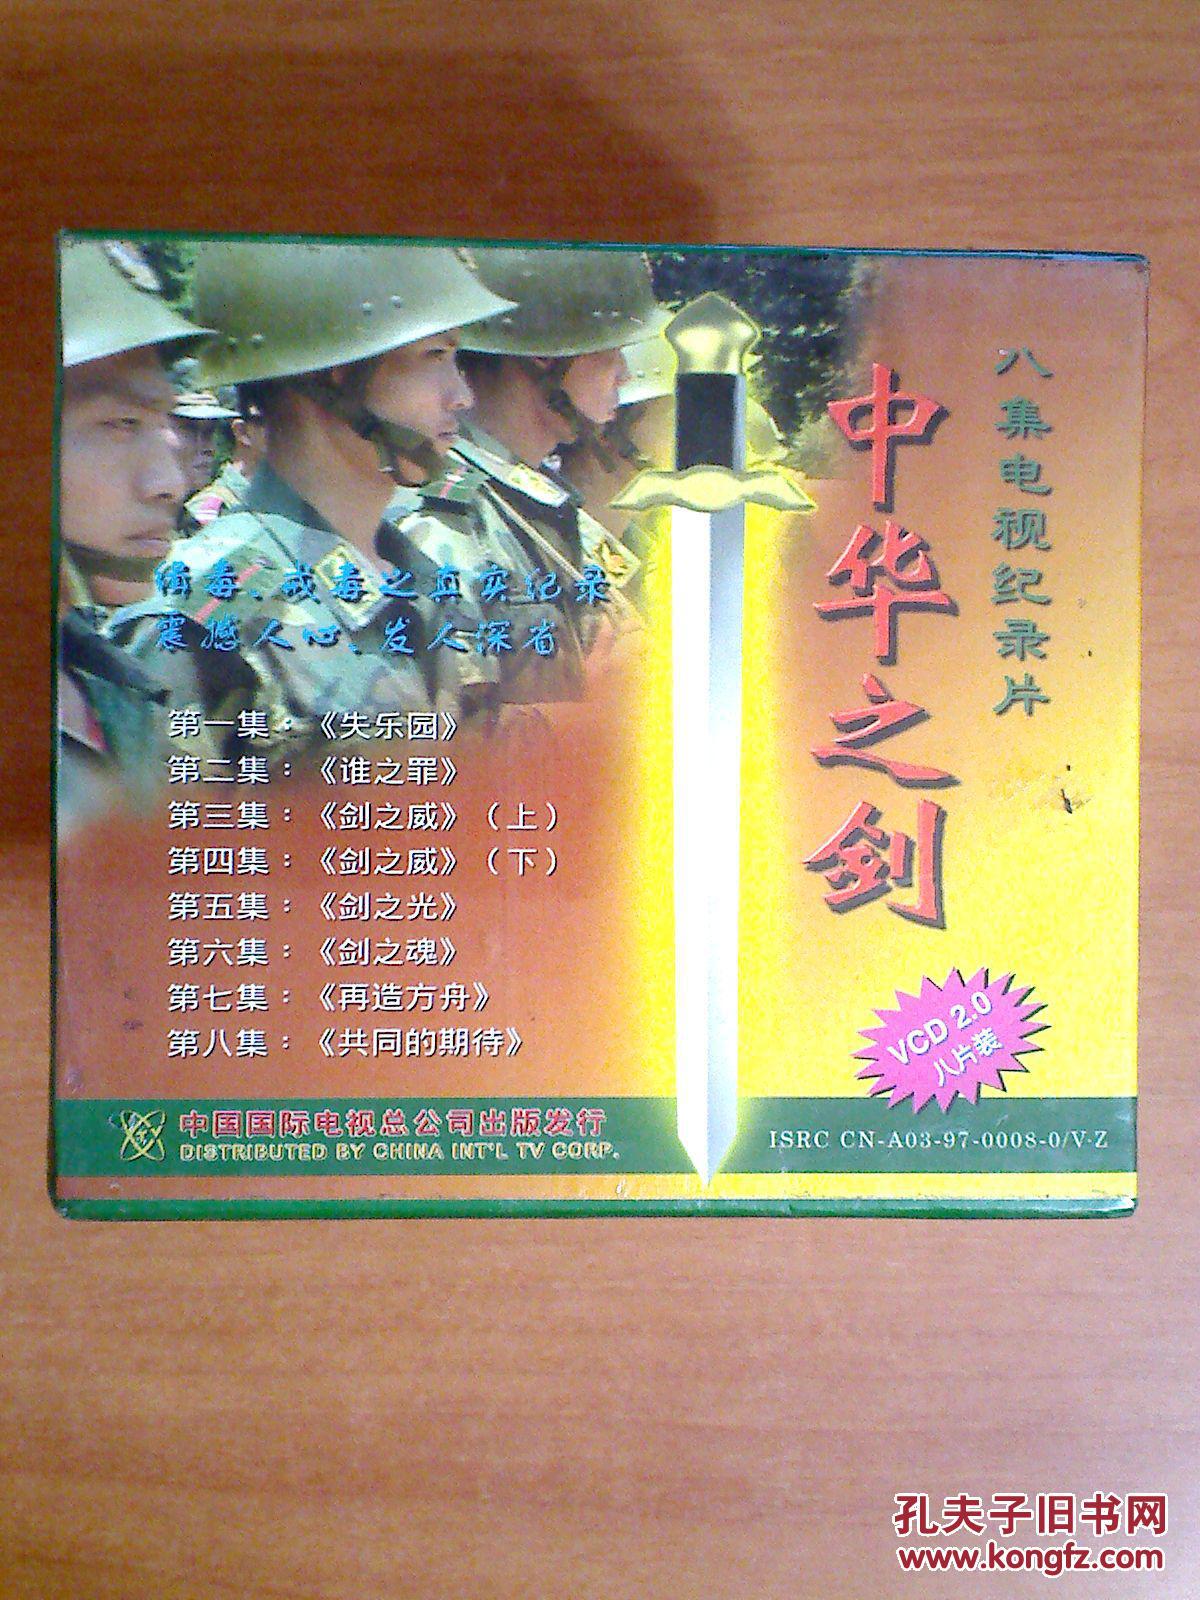 八集电视纪录片
中华之剑
缉毒、戒毒之真实纪录
震撼人心、发人深省
第一集：《失乐园》
第二集：《谁之罪》
第三集：《剑之威》（上）
第四集：《剑之威》（下）
第五集：《剑之光》
第六集：《剑之魂》
第七集：《再造方舟》
第八集：《共同的期待》
VCD 2.0
八片装
中国国际电视总公司出版发行
DISTRIBUTED BY CHINA INT'L TV CORP.
ISRC CN-A03-97-0008-0/V·Z
孔夫子旧书网
www.kongfz.com